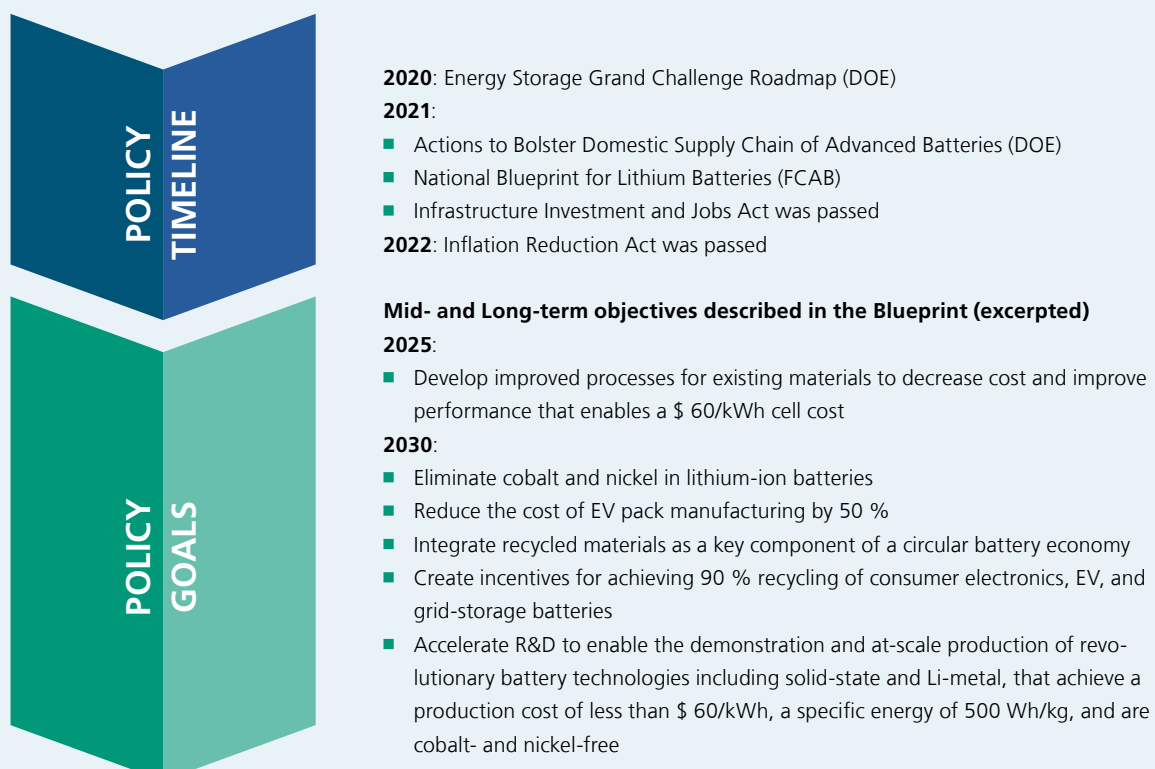 POLICY
TIMELINE
2020: Energy Storage Grand Challenge Roadmap (DOE)
2021:
■ Actions to Bolster Domestic Supply Chain of Advanced Batteries (DOE)
■ National Blueprint for Lithium Batteries (FCAB)
■ Infrastructure Investment and Jobs Act was passed
2022: Inflation Reduction Act was passed
POLICY
GOALS
Mid- and Long-term objectives described in the Blueprint (excerpted)
2025:
■ Develop improved processes for existing materials to decrease cost and improve
performance that enables a $ 60/kWh cell cost
2030:
■ Eliminate cobalt and nickel in lithium-ion batteries
■ Reduce the cost of EV pack manufacturing by 50 %
■ Integrate recycled materials as a key component of a circular battery economy
■ Create incentives for achieving 90 % recycling of consumer electronics, EV, and
grid-storage batteries
■ Accelerate R&D to enable the demonstration and at-scale production of revo-
lutionary battery technologies including solid-state and Li-metal, that achieve a
production cost of less than $ 60/kWh, a specific energy of 500 Wh/kg, and are
cobalt- and nickel-free